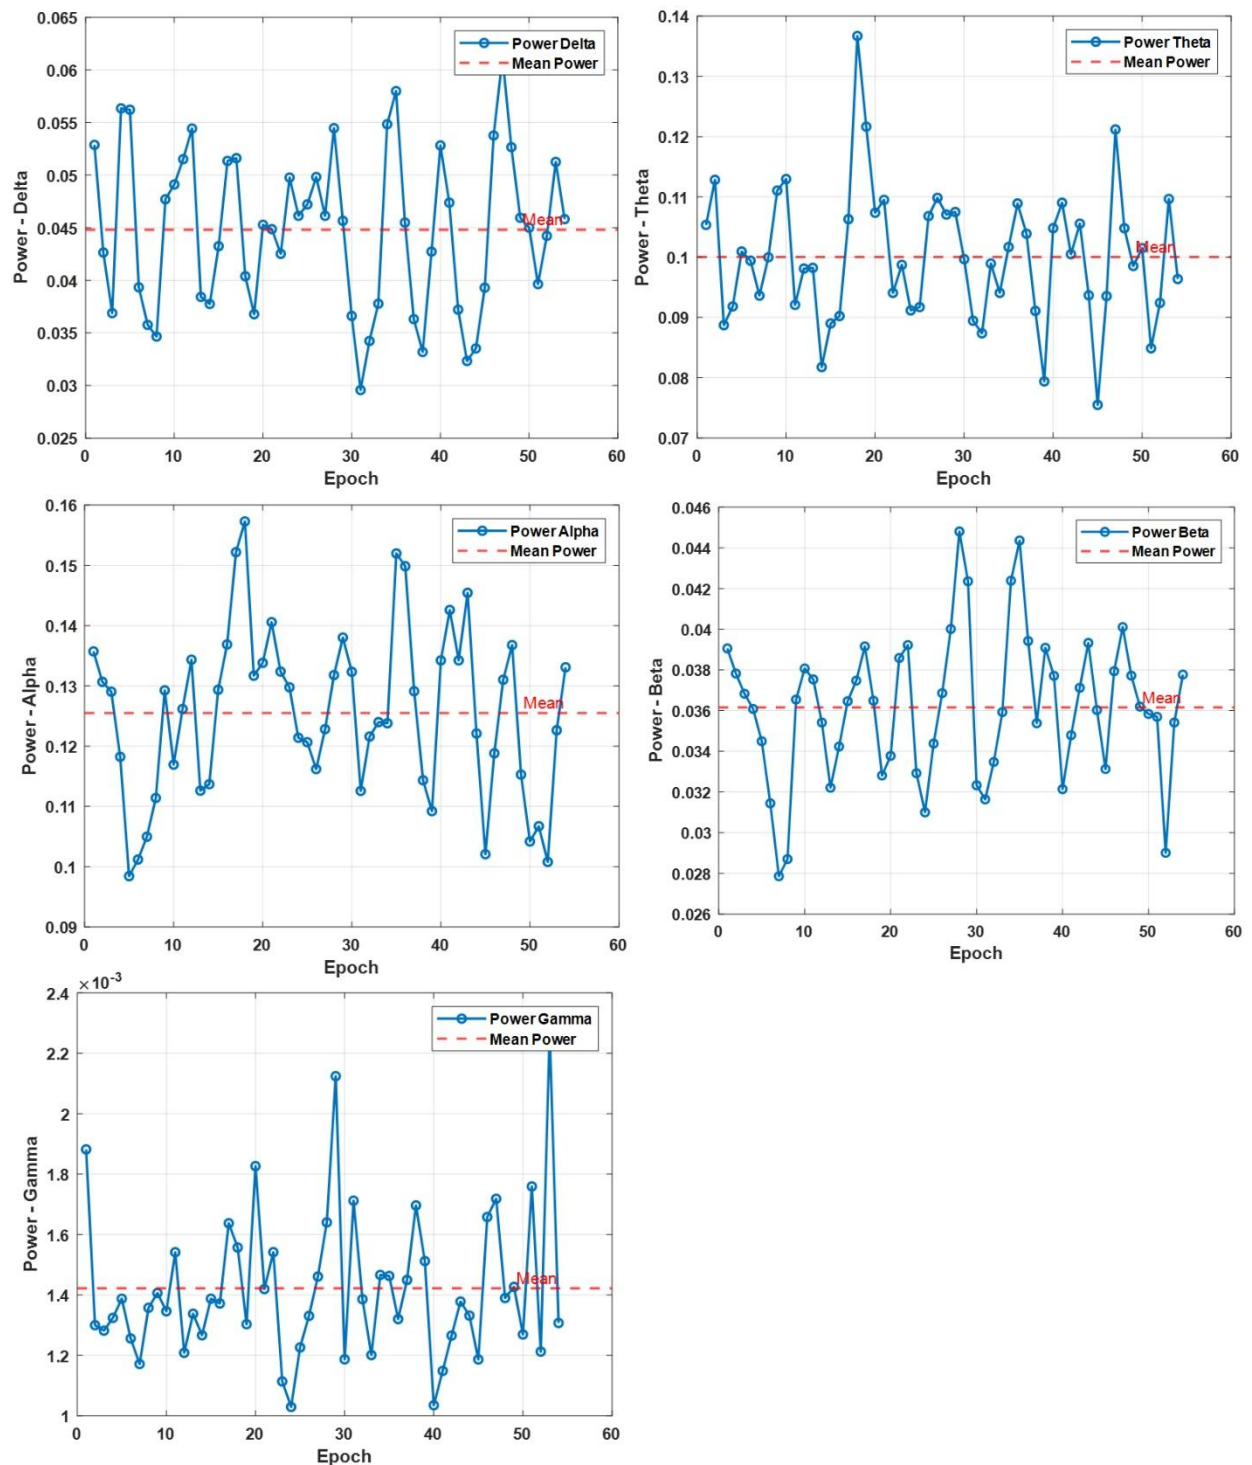 0.065
0.06
0.055
0.05
0.045
0.04
0.035
0.03
0.025
Power - Delta
Power Delta
Mean Power
Mean
0 10 20 30 40 50 60
Epoch
0.14
0.13
0.12
0.11
0.1
0.09
0.08
0.07
Power - Theta
Power Theta
Mean Power
Mean
0 10 20 30 40 50 60
Epoch
0.16
0.15
0.14
0.13
0.12
0.11
0.1
0.09
Power - Alpha
Power Alpha
Mean Power
Mean
0 10 20 30 40 50 60
Epoch
0.046
0.044
0.042
0.04
0.038
0.036
0.034
0.032
0.03
0.028
0.026
Power - Beta
Power Beta
Mean Power
Mean
0 10 20 30 40 50 60
Epoch
×10⁻³
2.4
2.2
2
1.8
1.6
1.4
1.2
1
Power - Gamma
Power Gamma
Mean Power
Mean
0 10 20 30 40 50 60
Epoch